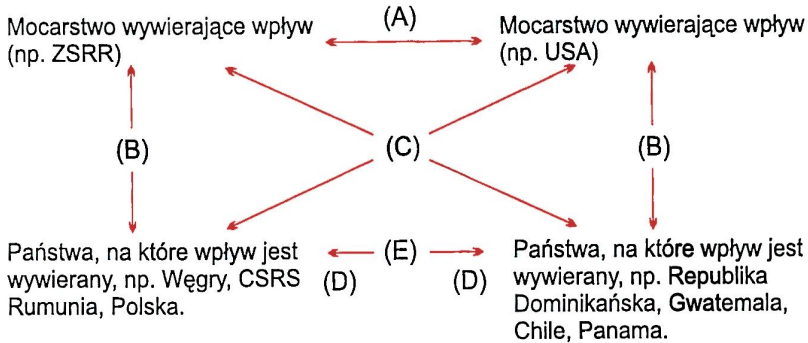 (A)
Mocarstwo wywierające wpływ
(np. ZSRR)
Mocarstwo wywierające wpływ
(np. USA)
(B)
(C)
(B)
Państwa, na które wpływ jest
wywierany, np. Węgry, CSRS
Rumunia, Polska.
(E)
(D)
(D)
Państwa, na które wpływ jest
wywierany, np. Republika
Dominikańska, Gwatemala,
Chile, Panama.